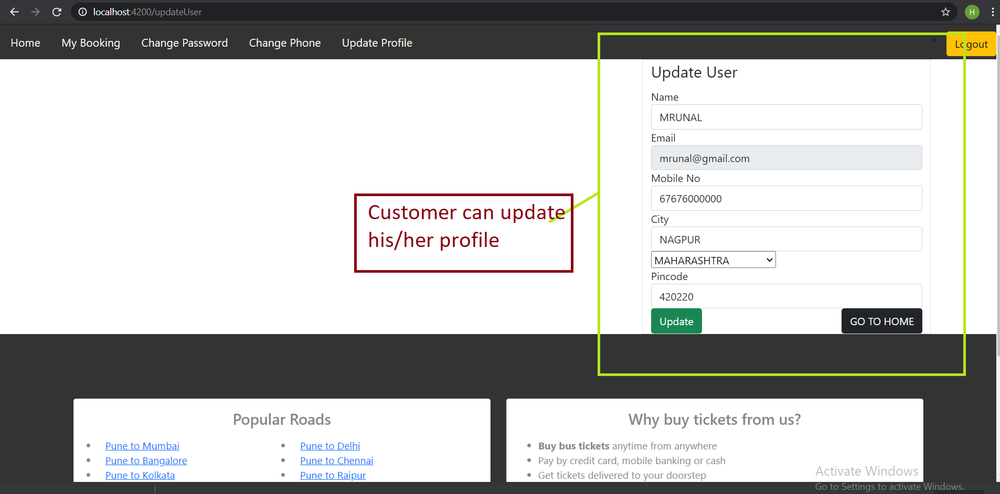 localhost:4200/updateUser
H
Home My Booking Change Password Change Phone Update Profile Logout
Update User
Name
MRUNAL
Email
mrunal@gmail.com
Mobile No
67676000000
Customer can update
his/her profile
City
NAGPUR
MAHARASHTRA
Pincode
420220
Update GO TO HOME
Popular Roads
Pune to Mumbai Pune to Delhi
Pune to Bangalore Pune to Chennai
Pune to Kolkata Pune to Raipur
Why buy tickets from us?
Buy bus tickets anytime from anywhere
Pay by credit card, mobile banking or cash
Get tickets delivered to your doorstep
Activate Windows
Go to Settings to activate Windows.